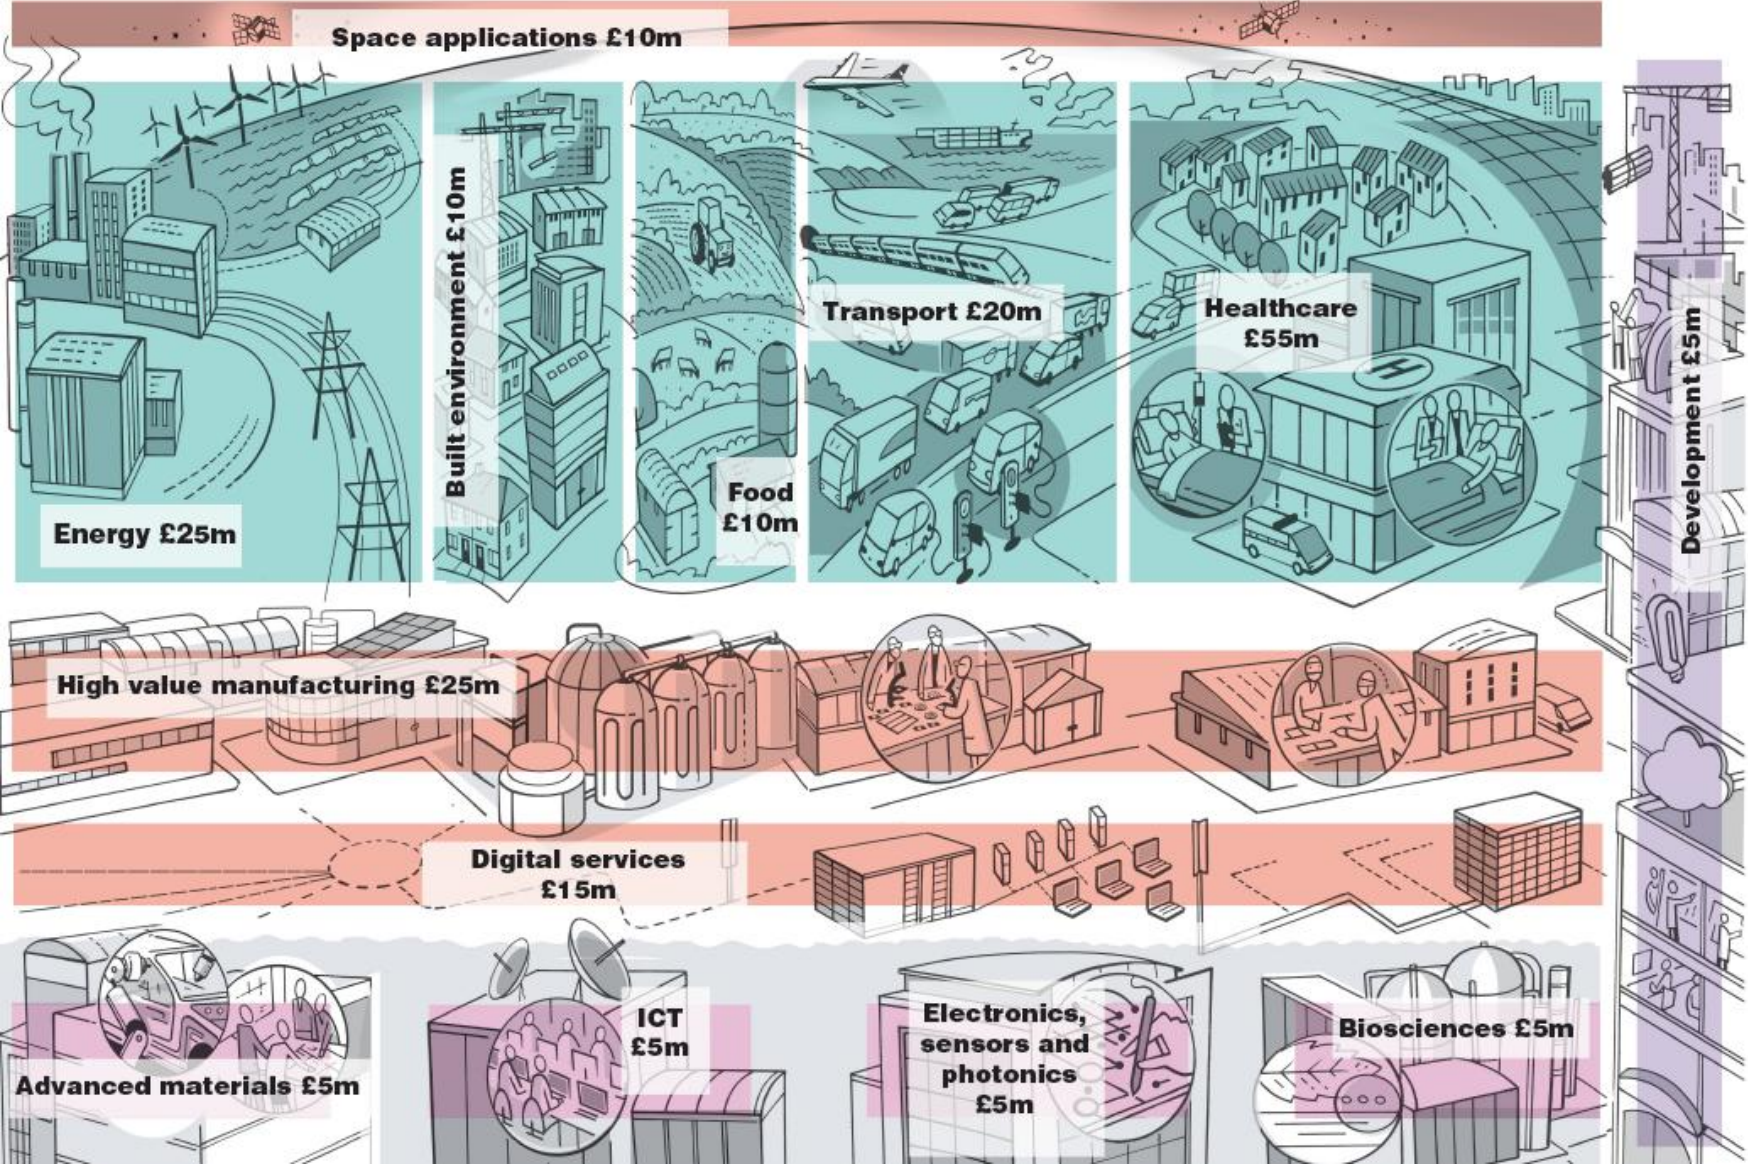 Space applications £10m
Built environment £10m
Transport £20m
Healthcare
£55m
Development £5m
Food
£10m
Energy £25m
High value manufacturing £25m
Digital services
£15m
H
ICT
£5m
Electronics,
sensors and
photonics
£5m
Biosciences £5m
Advanced materials £5m